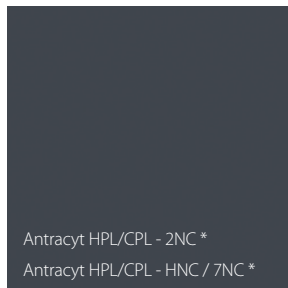 Antracyt HPL/CPL - 2NC *
Antracyt HPL/CPL - HNC / 7NC *